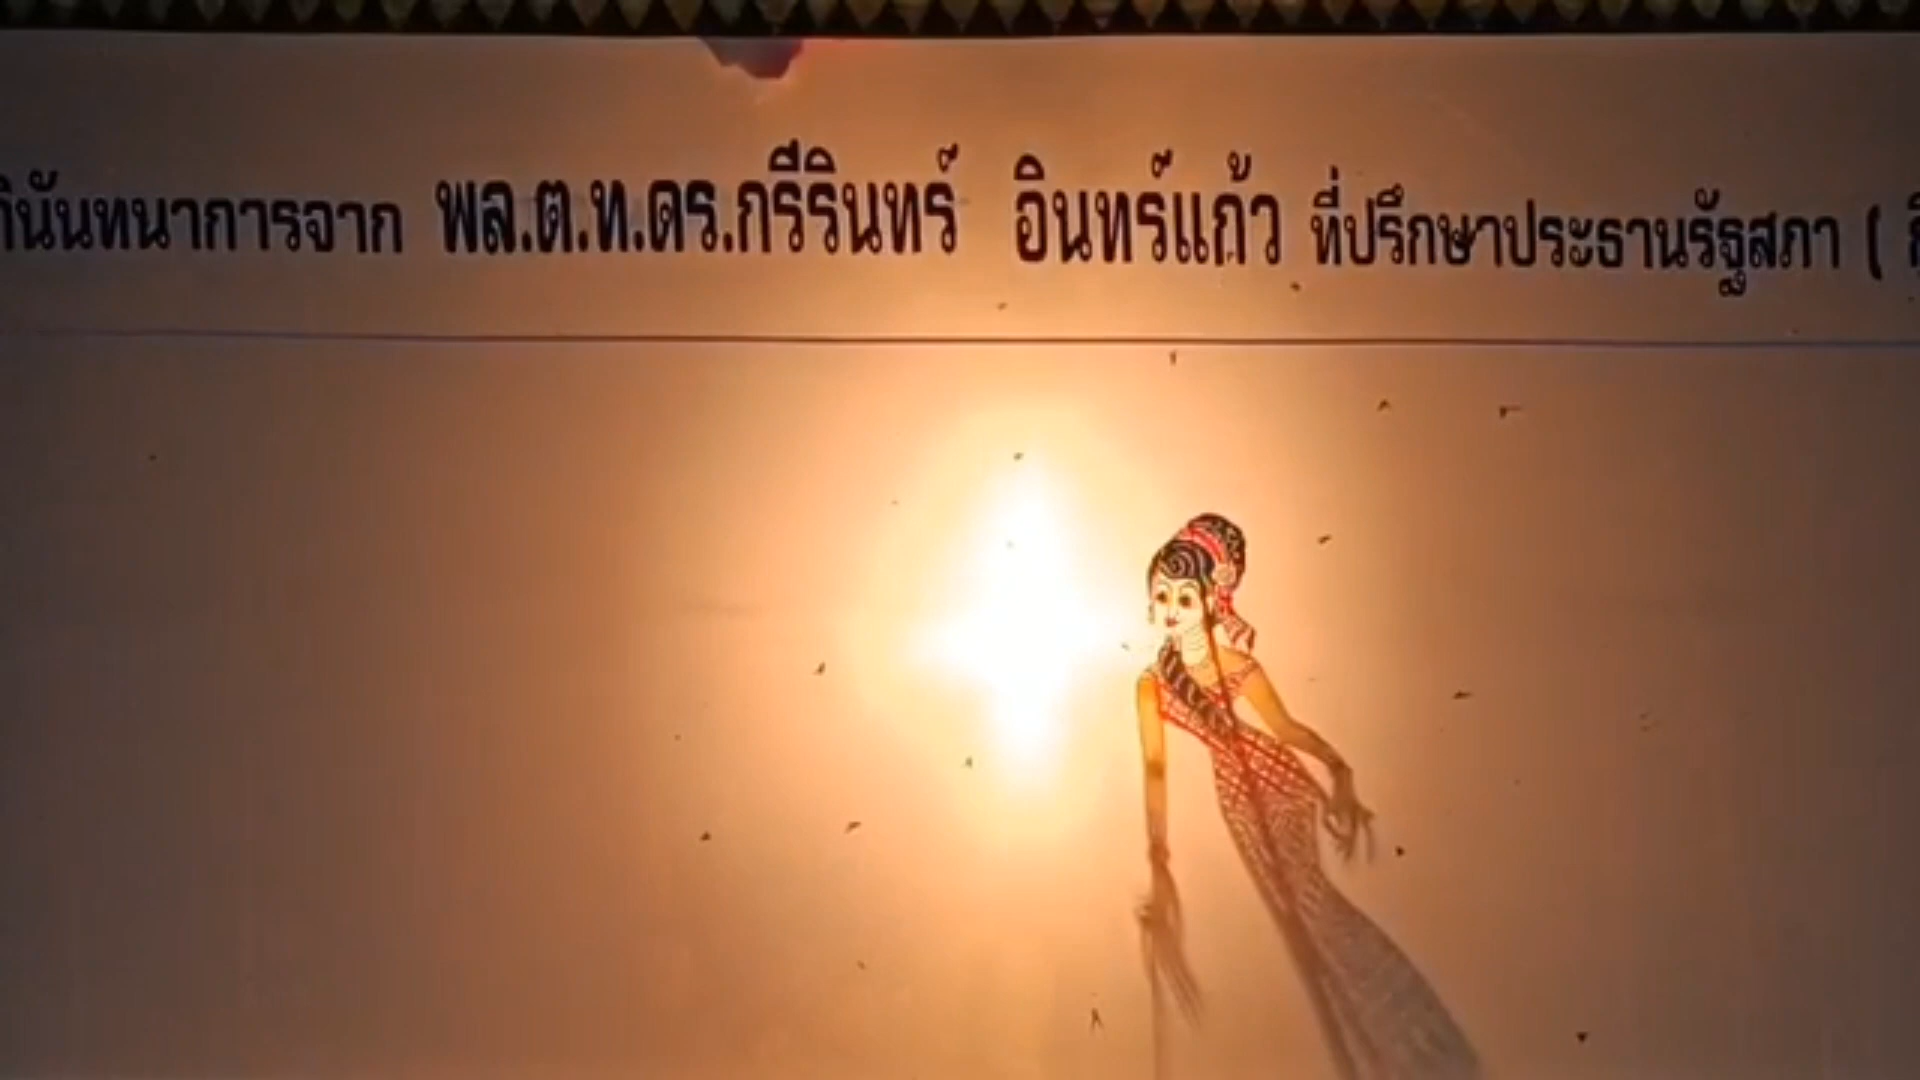 ภินันทนาการจาก พล.ต.ท.ดร.กรีรินทร์ อินทร์แก้ว ที่ปรึกษาประธานรัฐสภา (